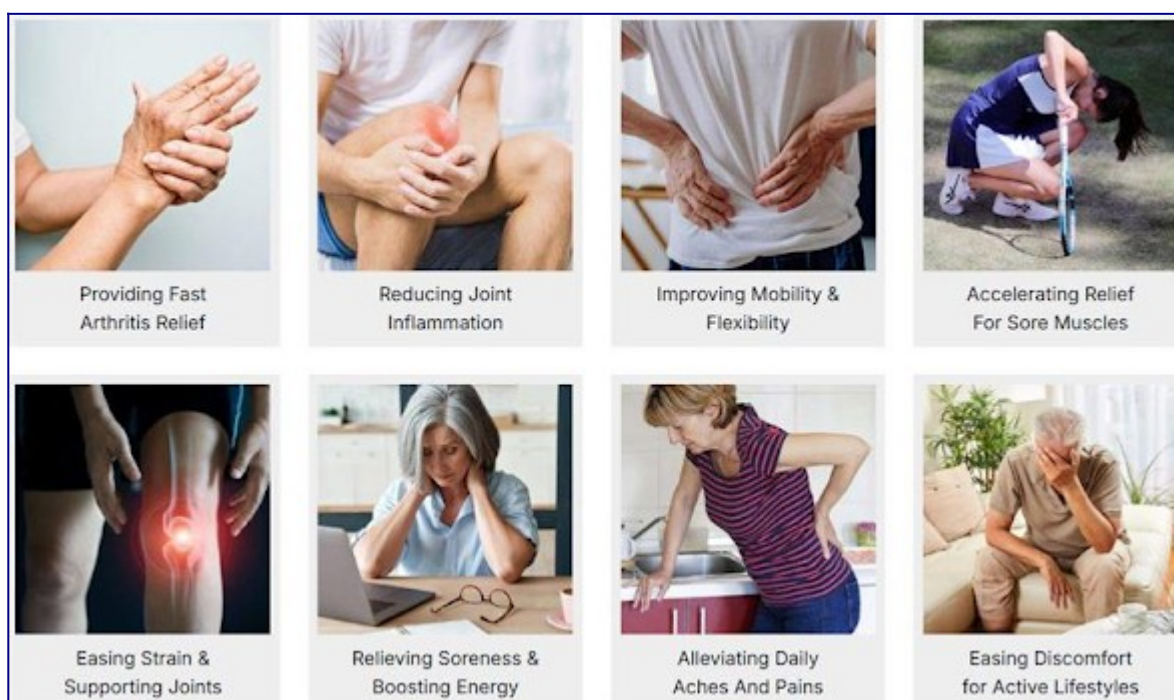 Providing Fast
Arthritis Relief
Reducing Joint
Inflammation
Improving Mobility &
Flexibility
Accelerating Relief
For Sore Muscles
Easing Strain &
Supporting Joints
Relieving Soreness &
Boosting Energy
Alleviating Daily
Aches And Pains
Easing Discomfort
for Active Lifestyles